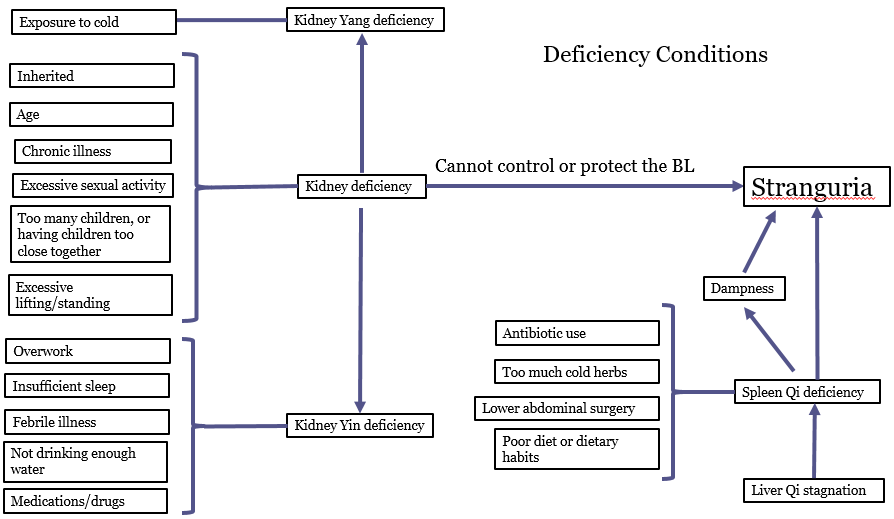 Exposure to cold
Kidney Yang deficiency
Deficiency Conditions
Inherited
Age
Chronic illness
Excessive sexual activity
Too many children, or
having children too
close together
Excessive
lifting/standing
Kidney deficiency
Cannot control or protect the BL
Stranguria
Dampness
Overwork
Insufficient sleep
Febrile illness
Not drinking enough
water
Medications/drugs
Kidney Yin deficiency
Antibiotic use
Too much cold herbs
Lower abdominal surgery
Poor diet or dietary
habits
Spleen Qi deficiency
Liver Qi stagnation